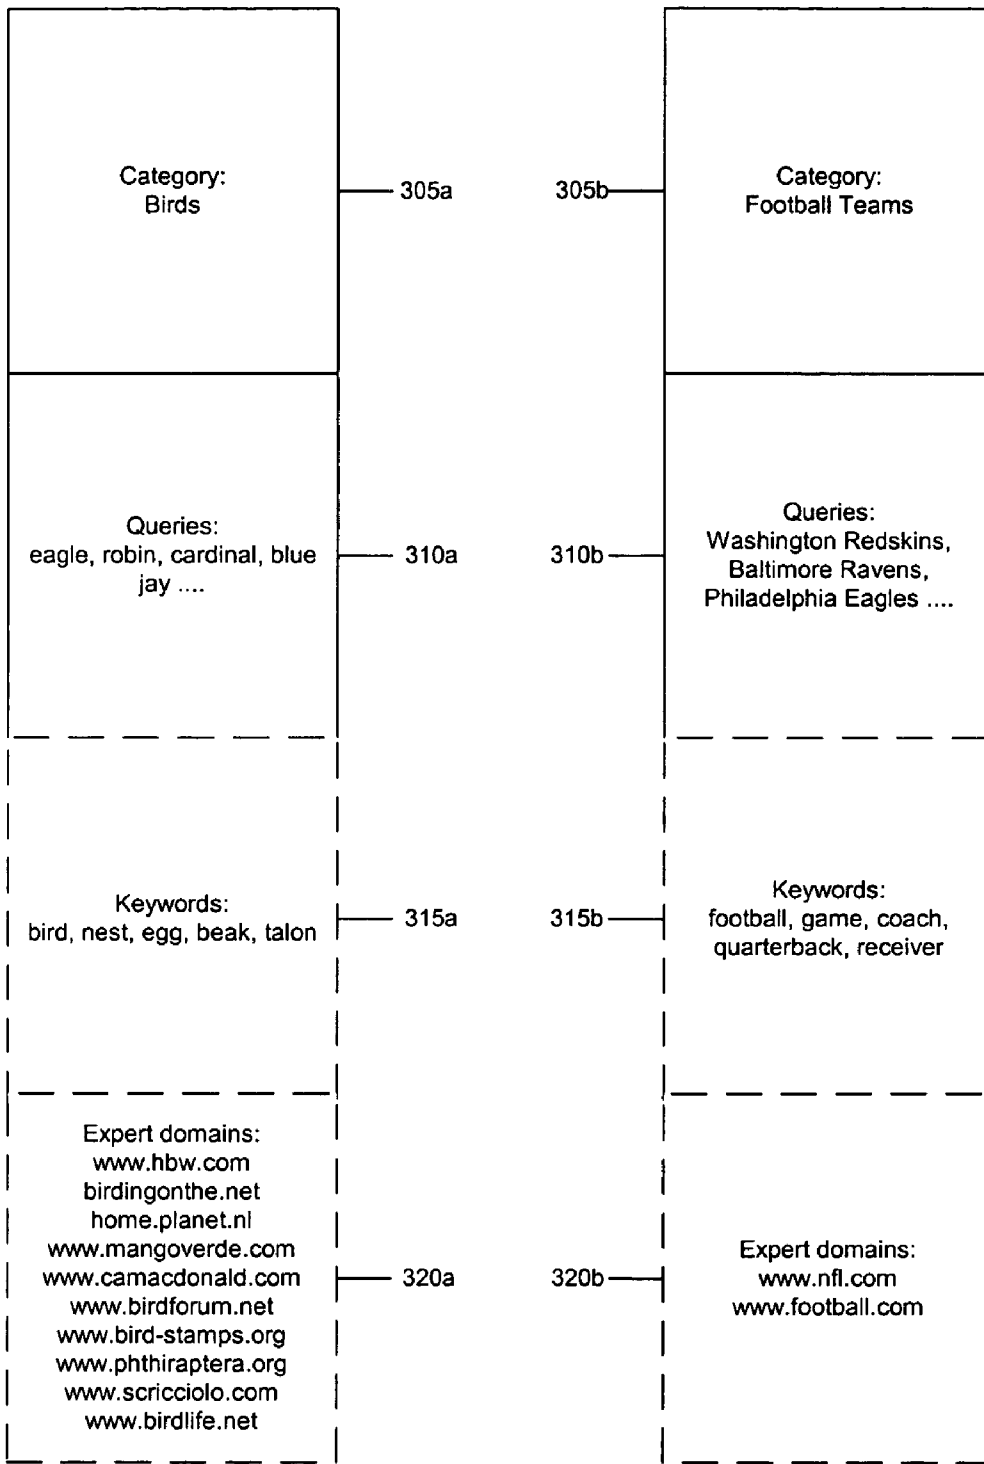 Category:
Birds
305a
305b
Category:
Football Teams
Queries:
eagle, robin, cardinal, blue
jay ....
310a
310b
Queries:
Washington Redskins,
Baltimore Ravens,
Philadelphia Eagles ....
Keywords:
bird, nest, egg, beak, talon
315a
315b
Keywords:
football, game, coach,
quarterback, receiver
Expert domains:
www.hbw.com
birdingonthe.net
home.planet.nl
www.mangoverde.com
www.camacdonald.com
www.birdforum.net
www.bird-stamps.org
www.phthiraptera.org
www.scricciolo.com
www.birdlife.net
320a
320b
Expert domains:
www.nfl.com
www.football.com